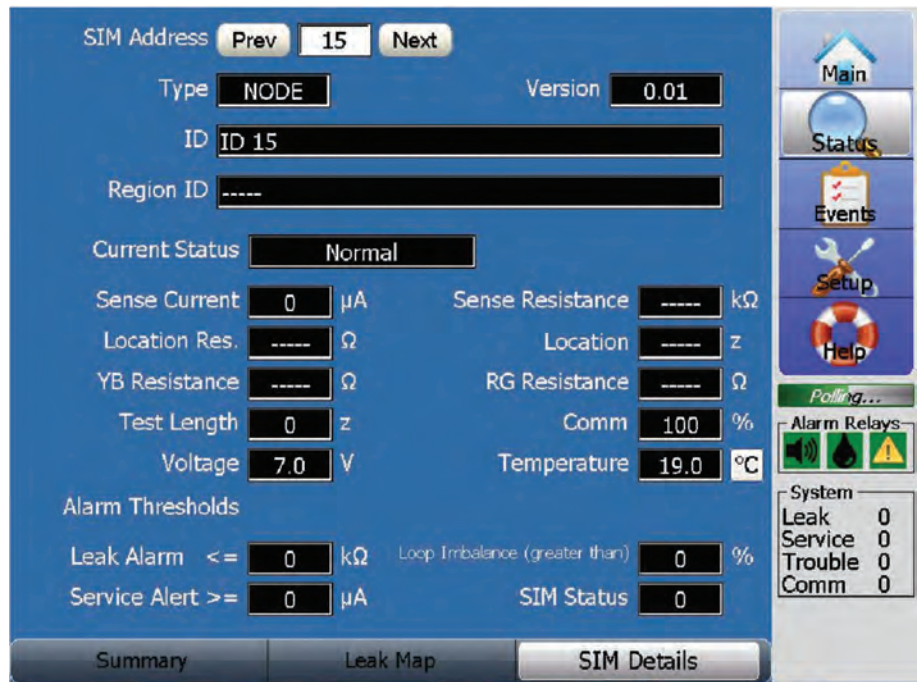 SIM Address Prev 15 Next
Type NODE Version 0.01
ID ID 15
Region ID -----
Current Status Normal
Sense Current 0 µA Sense Resistance ----- kΩ
Location Res. ----- Ω Location ----- z
YB Resistance ----- Ω RG Resistance ----- Ω
Test Length 0 z Comm 100 %
Voltage 7.0 V Temperature 19.0 °C
Alarm Thresholds
Leak Alarm <= 0 kΩ Loop Imbalance (greater than) 0 %
Service Alert >= 0 µA SIM Status 0
Summary Leak Map SIM Details
Main
Status
Events
Setup
Help
Polling...
Alarm Relays
System
Leak 0
Service 0
Trouble 0
Comm 0